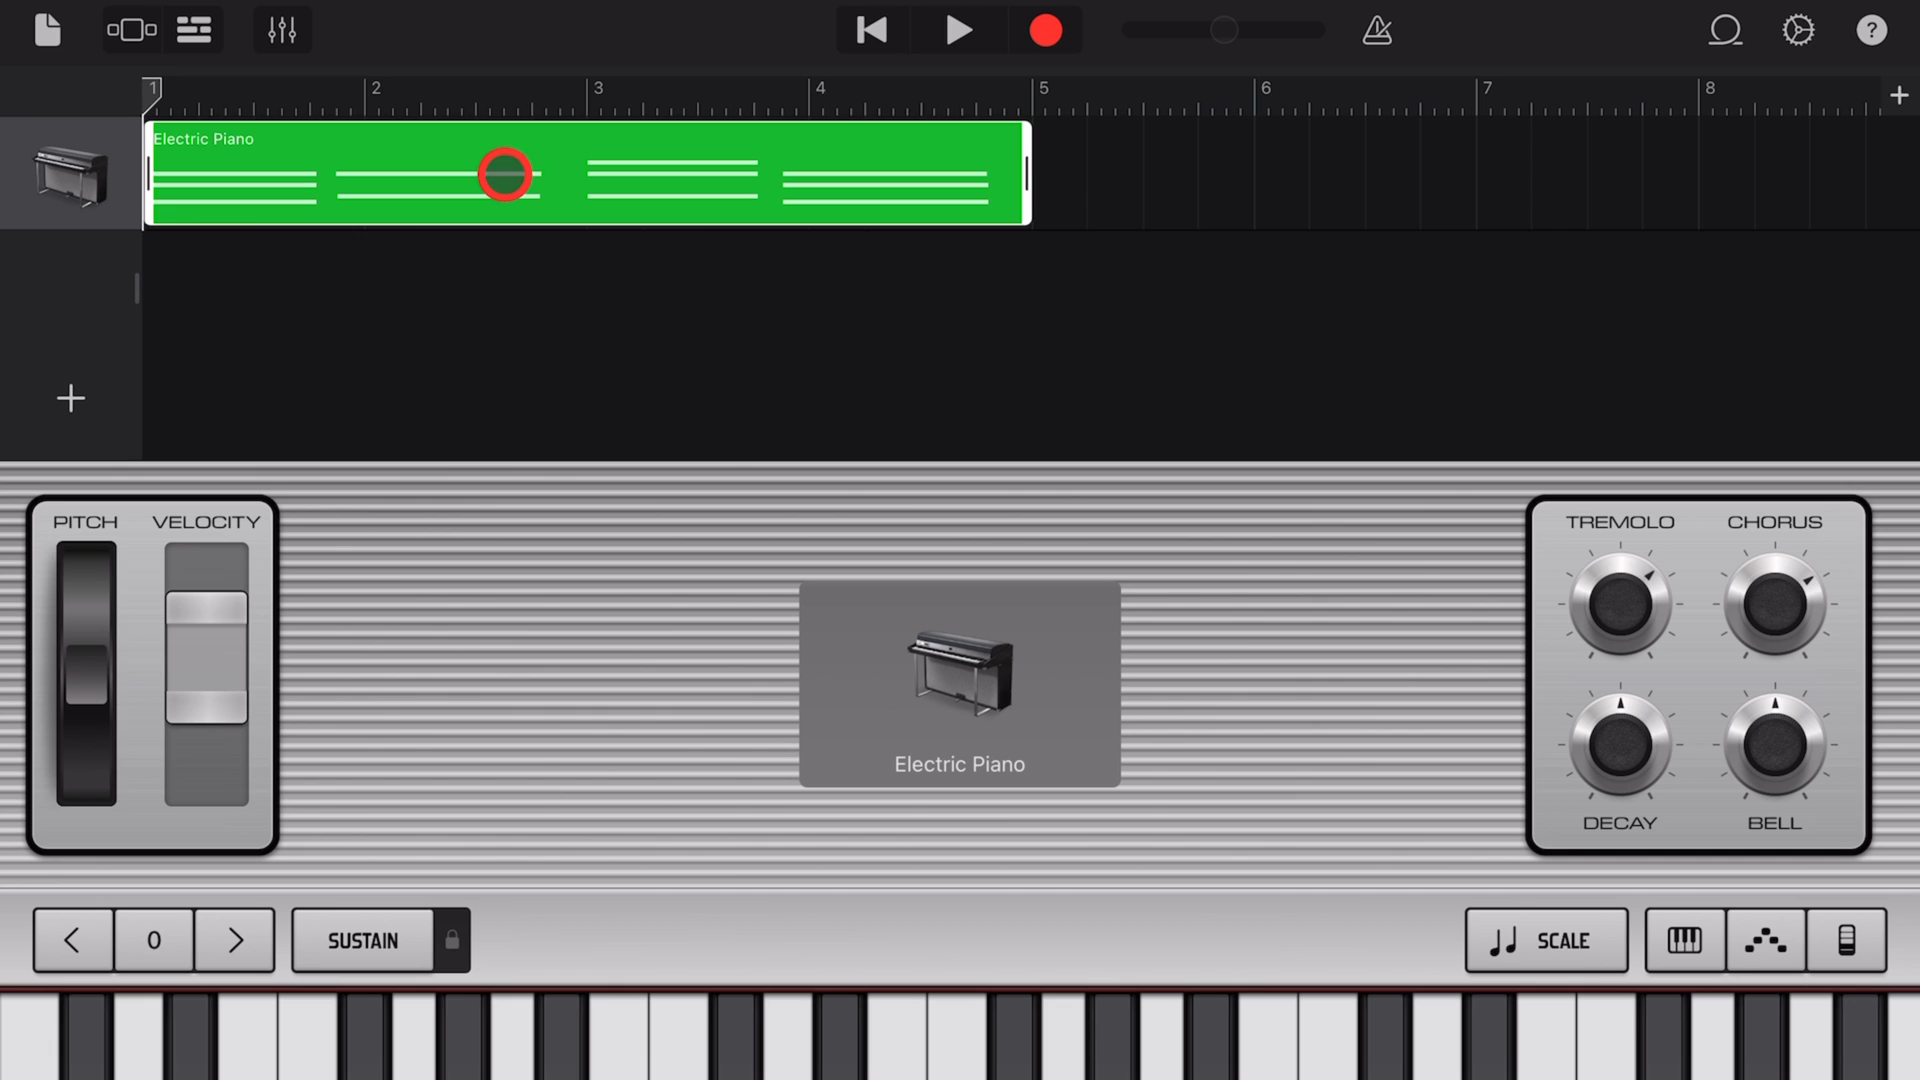 ?
1 2 3 4 5 6 7 8 +
Electric Piano
+
PITCH VELOCITY
TREMOLO CHORUS
Electric Piano
DECAY BELL
< 0 > SUSTAIN SCALE